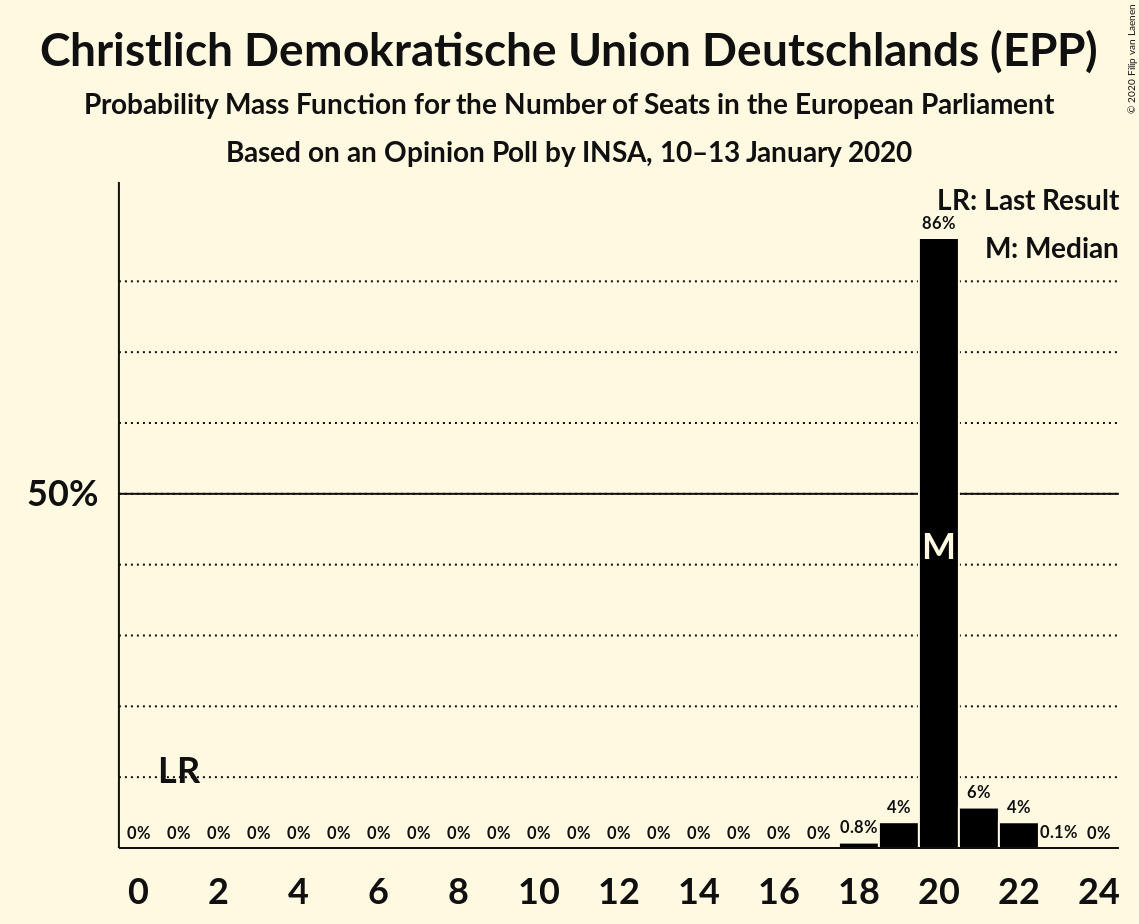 Christlich Demokratische Union Deutschlands (EPP)
Probability Mass Function for the Number of Seats in the European Parliament
Based on an Opinion Poll by INSA, 10–13 January 2020
© 2020 Filip van Laenen
LR: Last Result
M: Median
86%
50%
M
LR
0% 0% 0% 0% 0% 0% 0% 0% 0% 0% 0% 0% 0% 0% 0% 0% 0% 0% 0.8% 4% 6% 4% 0.1% 0%
0 2 4 6 8 10 12 14 16 18 20 22 24